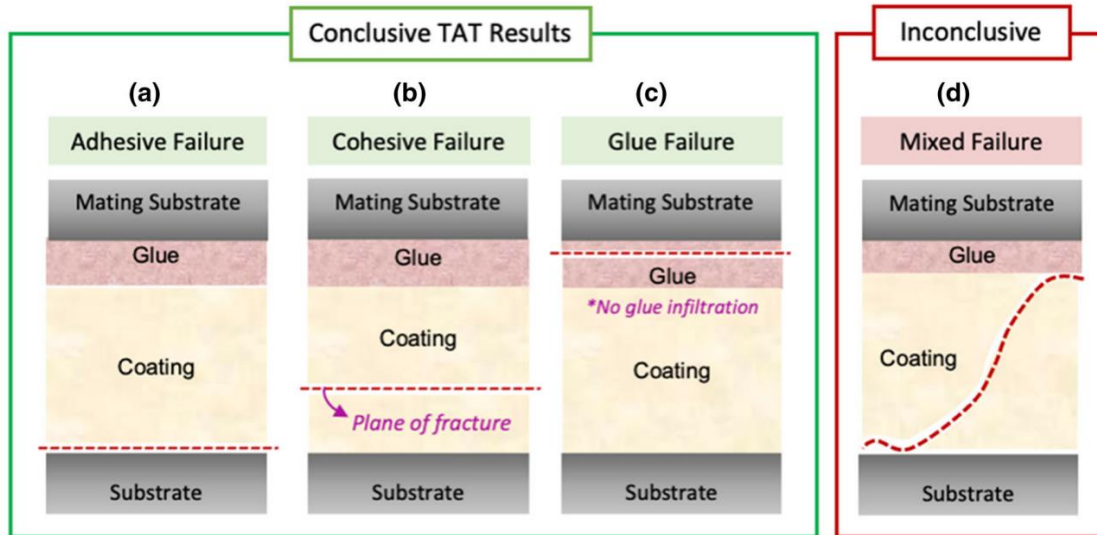 Conclusive TAT Results
Inconclusive
(a)
(b)
(c)
(d)
Adhesive Failure
Cohesive Failure
Glue Failure
Mixed Failure
Mating Substrate
Mating Substrate
Mating Substrate
Mating Substrate
Glue
Glue
Glue
Glue
*No glue infiltration
Coating
Coating
Coating
Coating
Plane of fracture
Substrate
Substrate
Substrate
Substrate